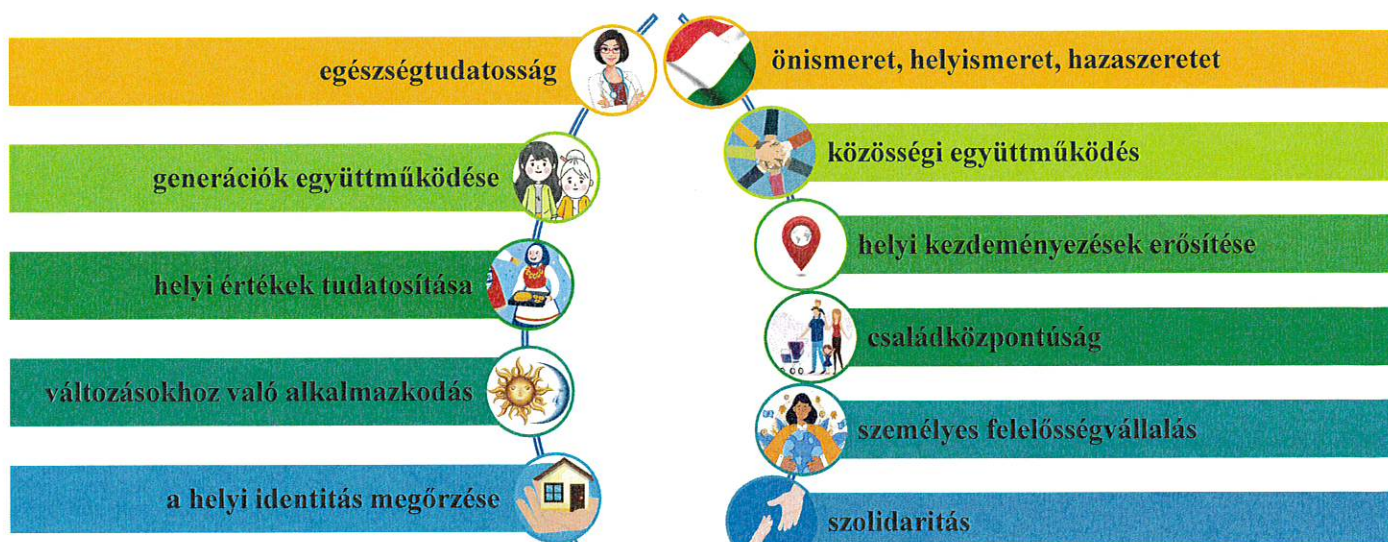 egészségtudatosság
generációk együttműködése
helyi értékek tudatosítása
változásokhoz való alkalmazkodás
a helyi identitás megőrzése
önismeret, helyismeret, hazaszeretet
közösségi együttműködés
helyi kezdeményezések erősítése
családközpontúság
személyes felelősségvállalás
szolidaritás